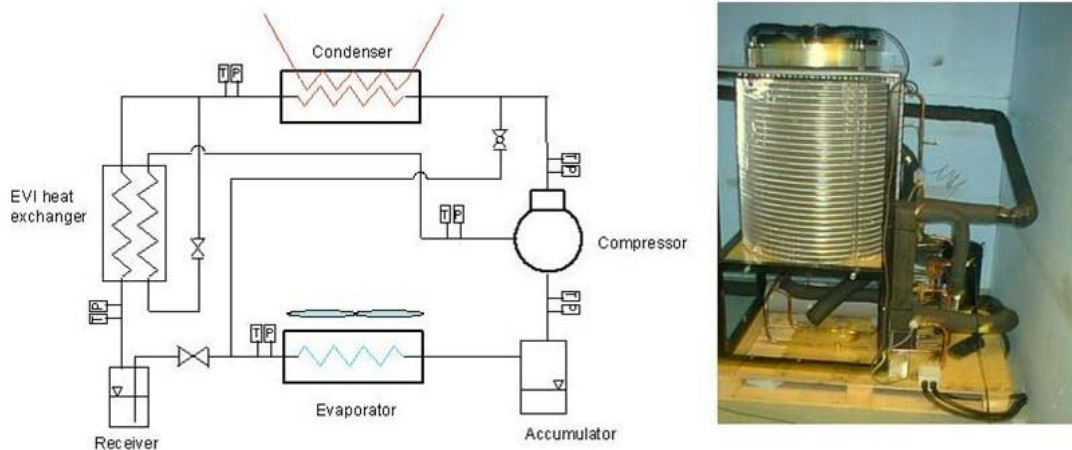 Condenser
T P
EVI heat
exchanger
T
P
T P
Compressor
P
T
T
P
T P
Evaporator
Receiver
Accumulator